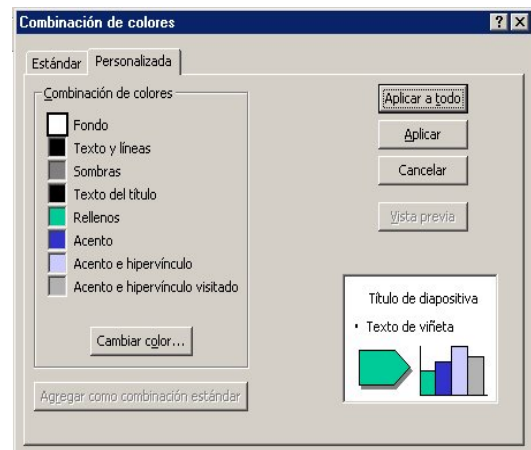 Combinación de colores
Estándar
Personalizada
Combinación de colores
Fondo
Texto y líneas
Sombras
Texto del título
Rellenos
Acento
Acento e hipervínculo
Acento e hipervínculo visitado
Cambiar color...
Agregar como combinación estándar
Aplicar a todo
Aplicar
Cancelar
Vista previa
Título de diapositiva
• Texto de viñeta